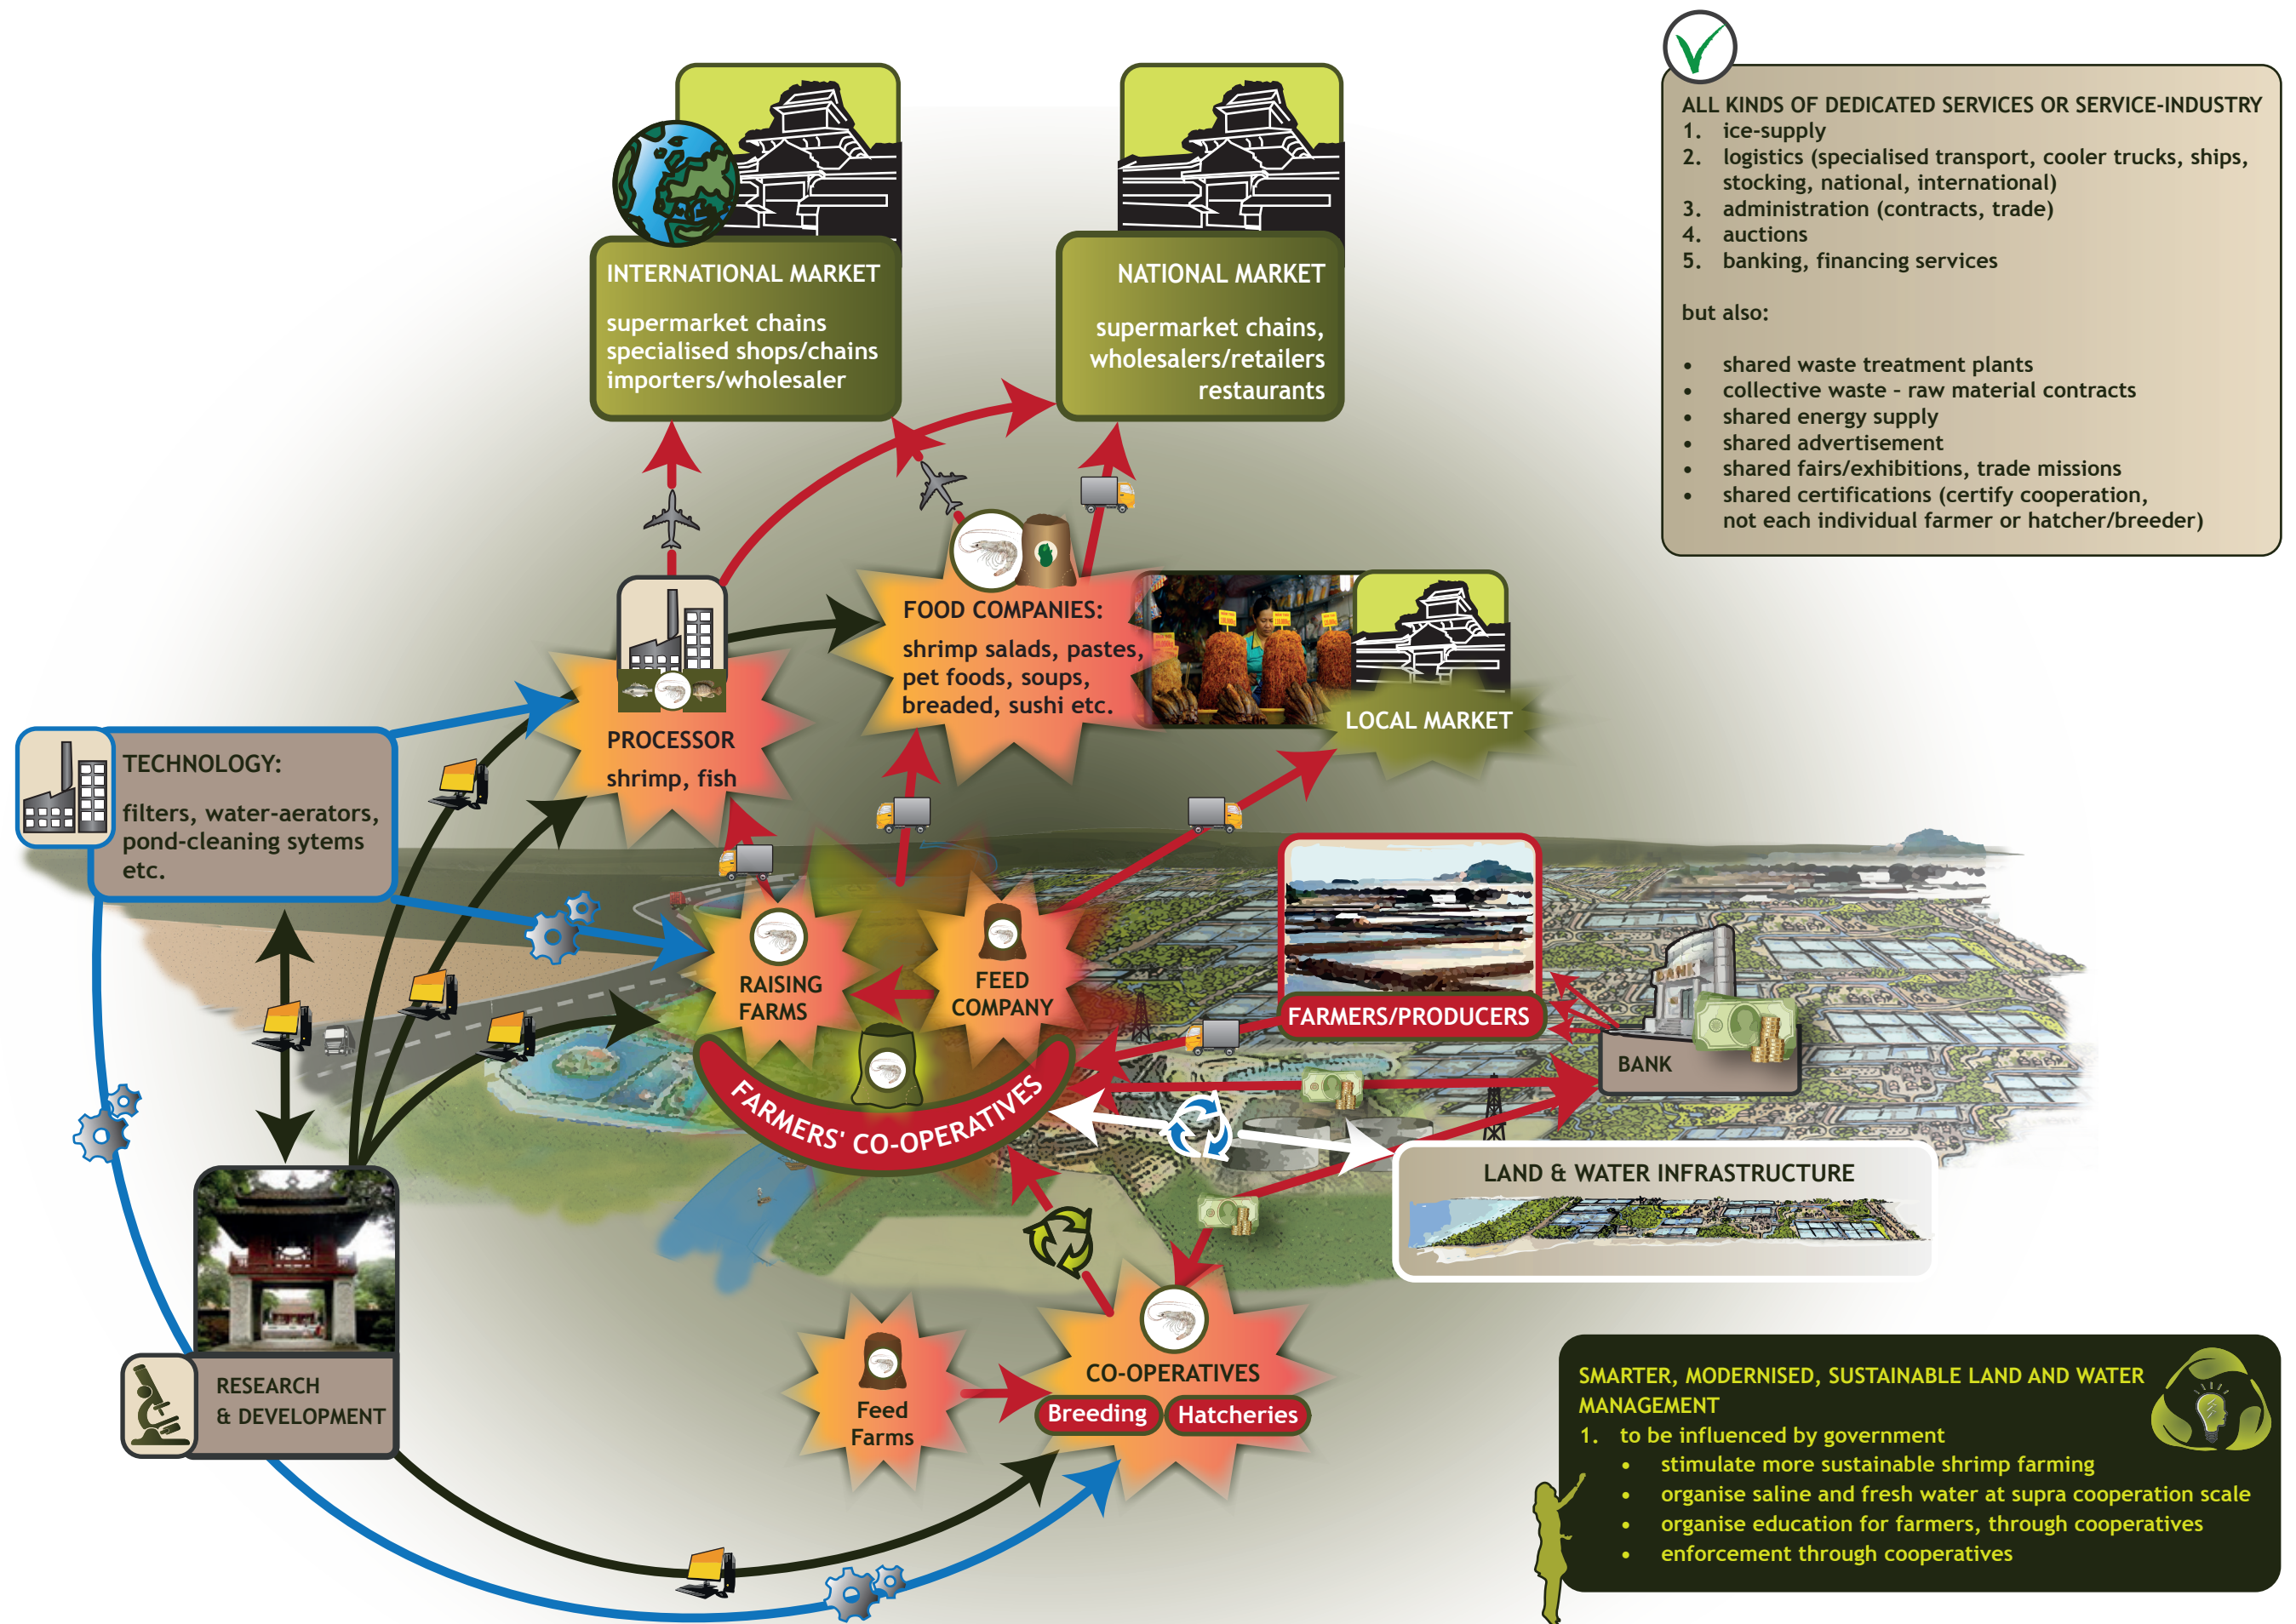 ALL KINDS OF DEDICATED SERVICES OR SERVICE-INDUSTRY
1. ice-supply
2. logistics (specialised transport, cooler trucks, ships,
stocking, national, international)
3. administration (contracts, trade)
4. auctions
5. banking, financing services
but also:
• shared waste treatment plants
• collective waste - raw material contracts
• shared energy supply
• shared advertisement
• shared fairs/exhibitions, trade missions
• shared certifications (certify cooperation,
not each individual farmer or hatcher/breeder)
INTERNATIONAL MARKET
supermarket chains
specialised shops/chains
importers/wholesaler
NATIONAL MARKET
supermarket chains,
wholesalers/retailers
restaurants
FOOD COMPANIES:
shrimp salads, pastes,
pet foods, soups,
breaded, sushi etc.
LOCAL MARKET
PROCESSOR
shrimp, fish
TECHNOLOGY:
filters, water-aerators,
pond-cleaning sytems
etc.
RAISING
FARMS
FEED
COMPANY
FARMERS/PRODUCERS
BANK
BANK
FARMERS' CO-OPERATIVES
LAND & WATER INFRASTRUCTURE
RESEARCH
& DEVELOPMENT
Feed
Farms
CO-OPERATIVES
Breeding
Hatcheries
SMARTER, MODERNISED, SUSTAINABLE LAND AND WATER
MANAGEMENT
1. to be influenced by government
• stimulate more sustainable shrimp farming
• organise saline and fresh water at supra cooperation scale
• organise education for farmers, through cooperatives
• enforcement through cooperatives